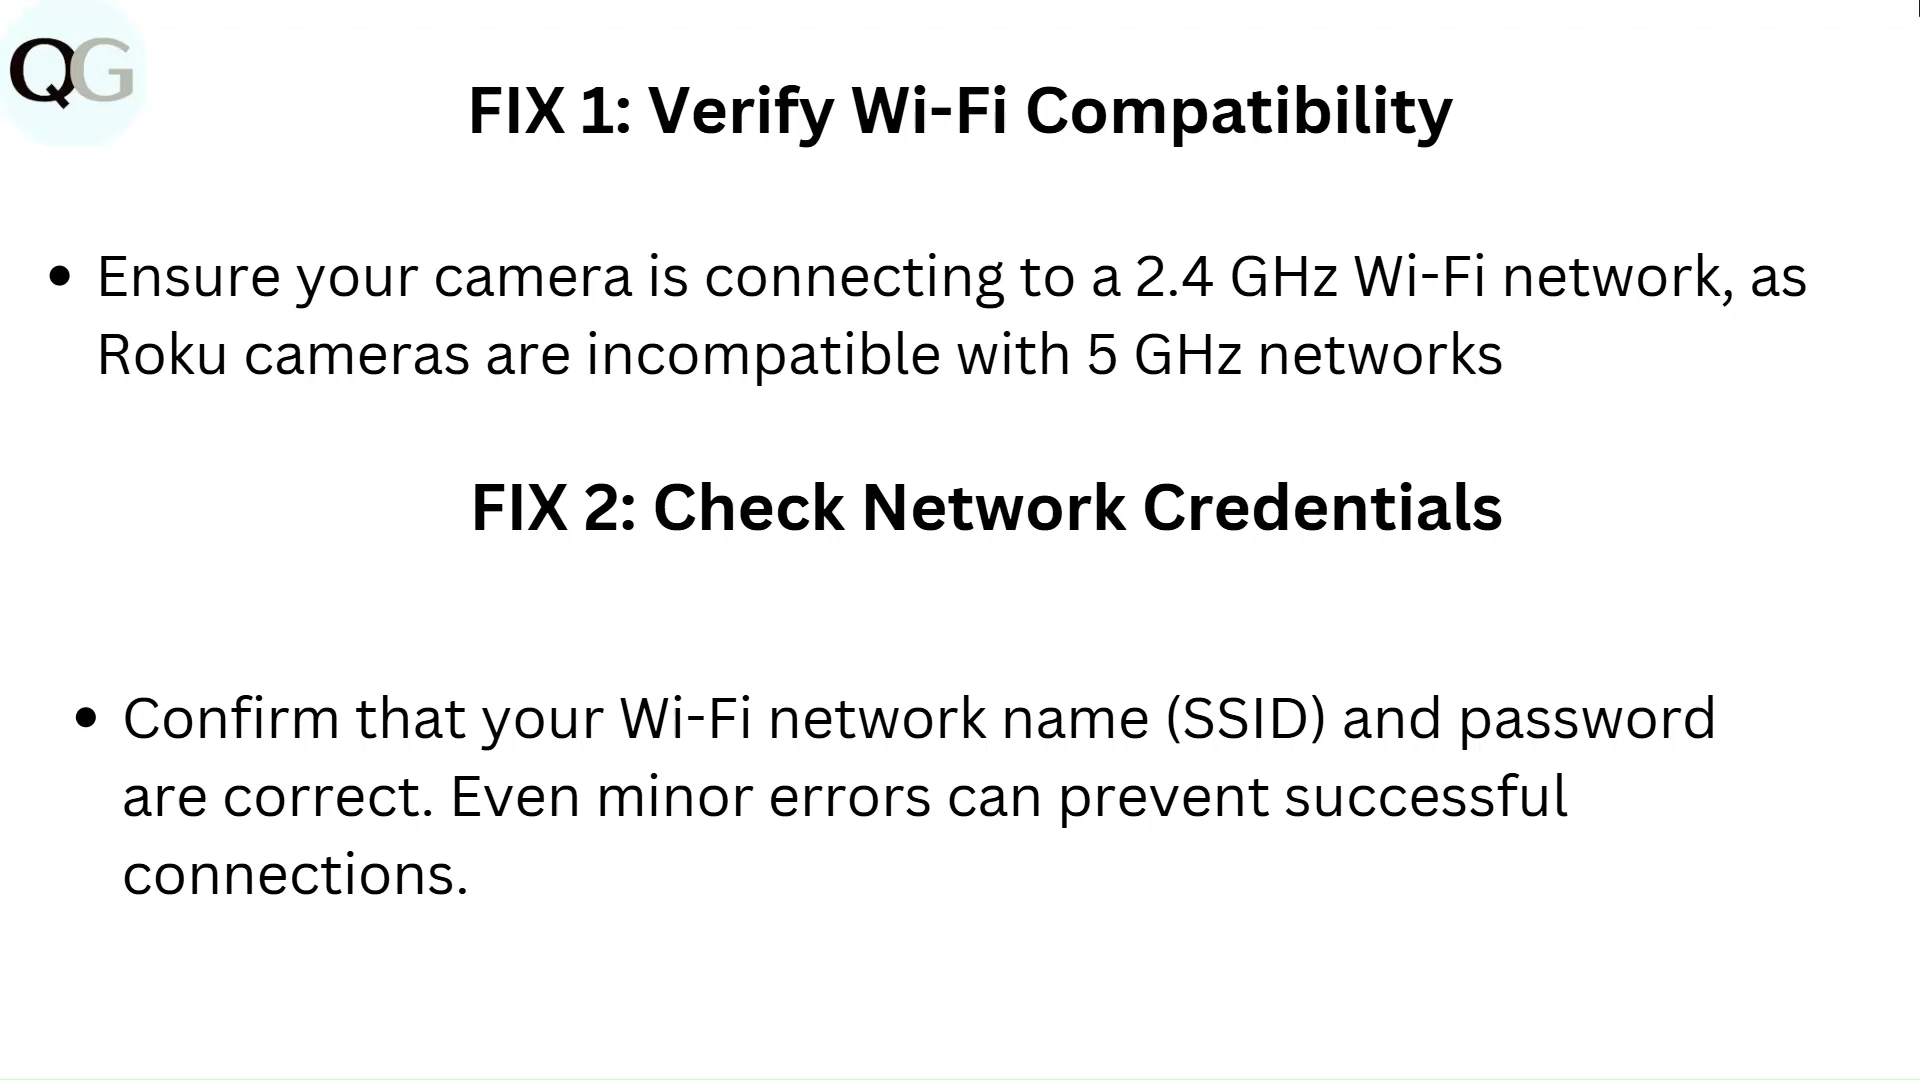 QG
FIX 1: Verify Wi-Fi Compatibility
• Ensure your camera is connecting to a 2.4 GHz Wi-Fi network, as
Roku cameras are incompatible with 5 GHz networks
FIX 2: Check Network Credentials
• Confirm that your Wi-Fi network name (SSID) and password
are correct. Even minor errors can prevent successful
connections.